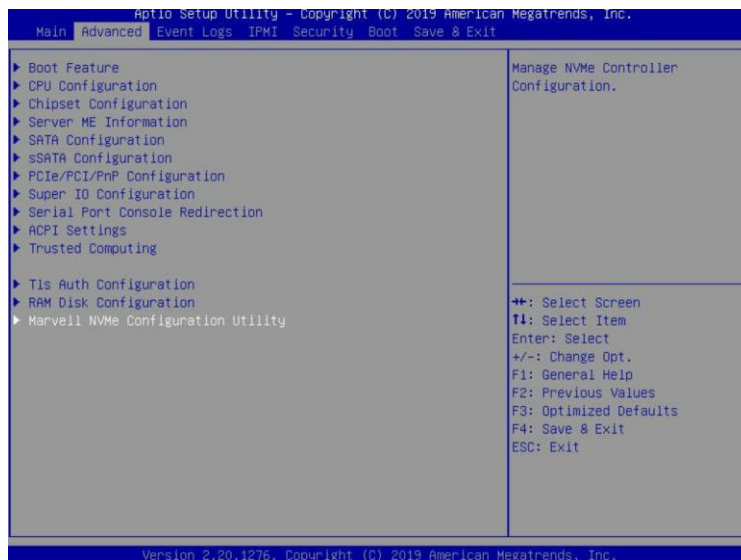 Aptio Setup Utility – Copyright (C) 2019 American Megatrends, Inc.
Main Advanced Event Logs IPMI Security Boot Save & Exit
Boot Feature
CPU Configuration
Chipset Configuration
Server ME Information
SATA Configuration
sSATA Configuration
PCIe/PCI/PnP Configuration
Super IO Configuration
Serial Port Console Redirection
ACPI Settings
Trusted Computing
Tls Auth Configuration
RAM Disk Configuration
Marvell NVMe Configuration Utility
Manage NVMe Controller
Configuration.
→←: Select Screen
↑↓: Select Item
Enter: Select
+/-: Change Opt.
F1: General Help
F2: Previous Values
F3: Optimized Defaults
F4: Save & Exit
ESC: Exit
Version 2.20.1276. Copyright (C) 2019 American Megatrends, Inc.